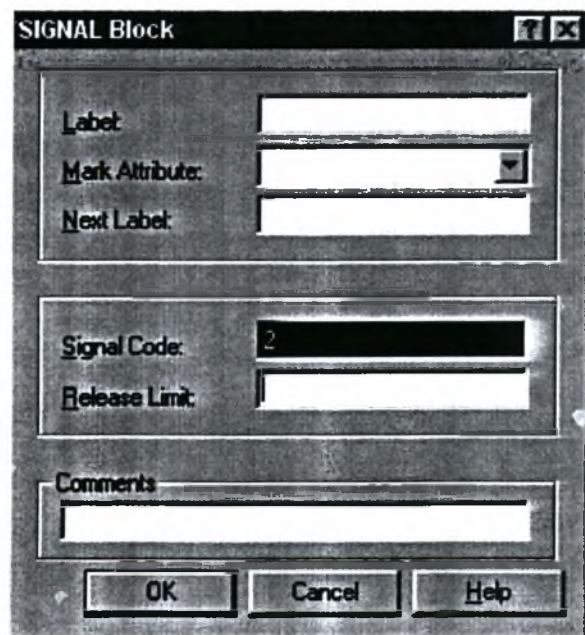 SIGNAL Block
Label:
Mark Attribute:
Next Label:
Signal Code: 2
Release Limit:
Comments
OK Cancel Help